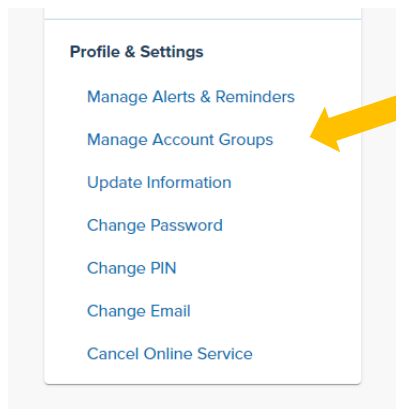 Profile & Settings
Manage Alerts & Reminders
Manage Account Groups
Update Information
Change Password
Change PIN
Change Email
Cancel Online Service